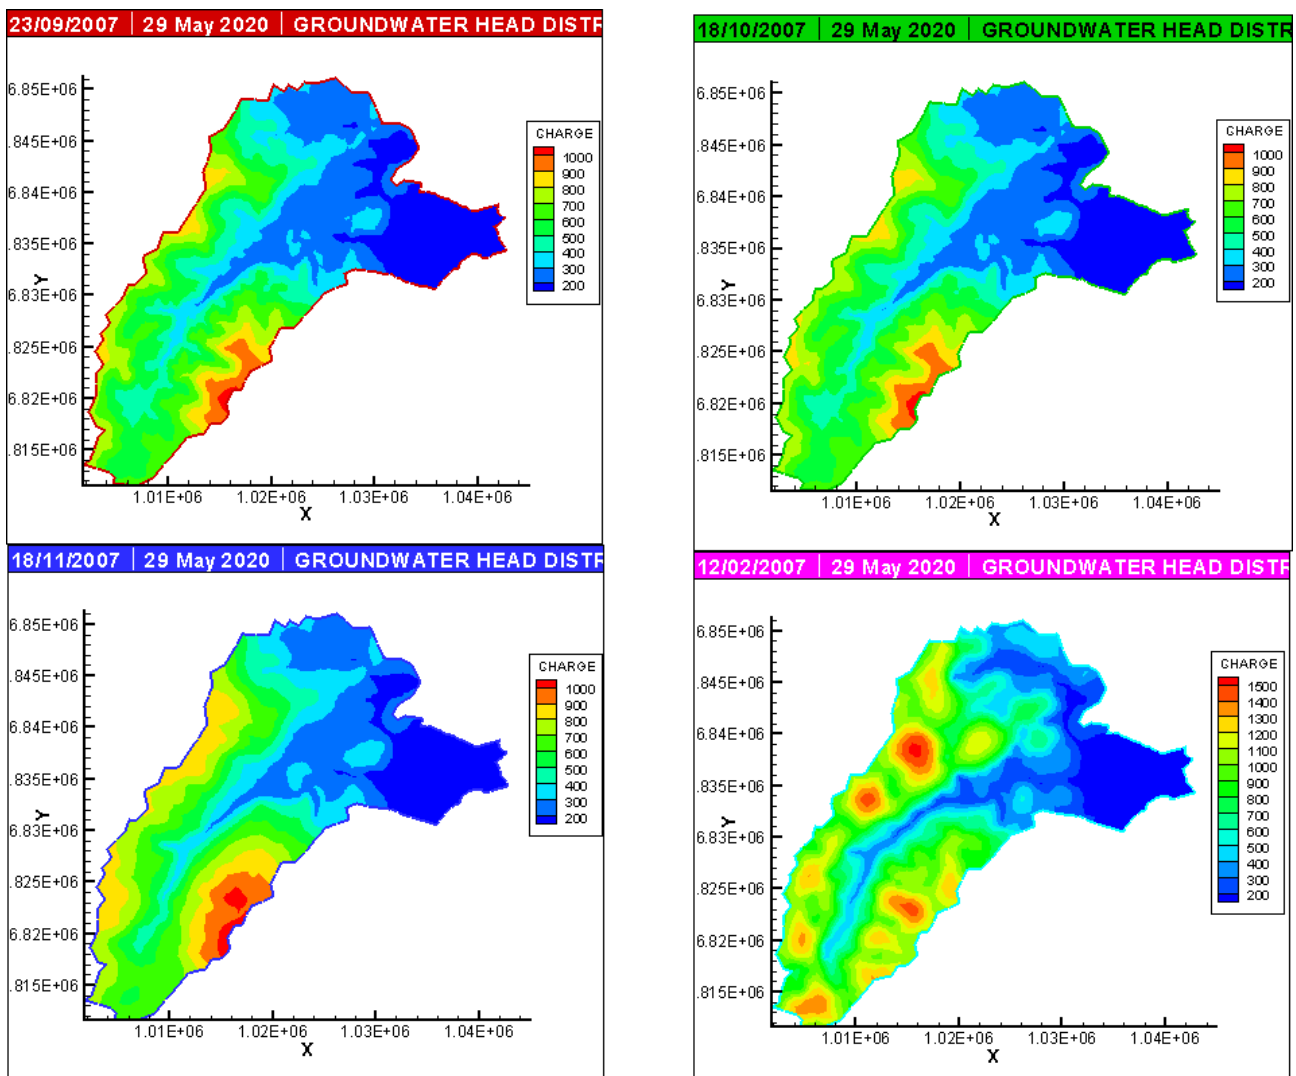 23/09/2007 | 29 May 2020 | GROUNDWATER HEAD DISTR
6.85E+06
.845E+06
6.84E+06
.835E+06
6.83E+06
.825E+06
6.82E+06
.815E+06
Y
1.01E+06 1.02E+06 1.03E+06 1.04E+06
X
CHARGE
1000
900
800
700
600
500
400
300
200
18/10/2007 | 29 May 2020 | GROUNDWATER HEAD DISTR
6.85E+06
.845E+06
6.84E+06
.835E+06
6.83E+06
.825E+06
6.82E+06
.815E+06
Y
1.01E+06 1.02E+06 1.03E+06 1.04E+06
X
CHARGE
1000
900
800
700
600
500
400
300
200
18/11/2007 | 29 May 2020 | GROUNDWATER HEAD DISTR
6.85E+06
.845E+06
6.84E+06
.835E+06
6.83E+06
.825E+06
6.82E+06
.815E+06
Y
1.01E+06 1.02E+06 1.03E+06 1.04E+06
X
CHARGE
1000
900
800
700
600
500
400
300
200
12/02/2007 | 29 May 2020 | GROUNDWATER HEAD DISTR
6.85E+06
.845E+06
6.84E+06
.835E+06
6.83E+06
.825E+06
6.82E+06
.815E+06
Y
1.01E+06 1.02E+06 1.03E+06 1.04E+06
X
CHARGE
1500
1400
1300
1100
1000
900
800
700
600
400
300
200